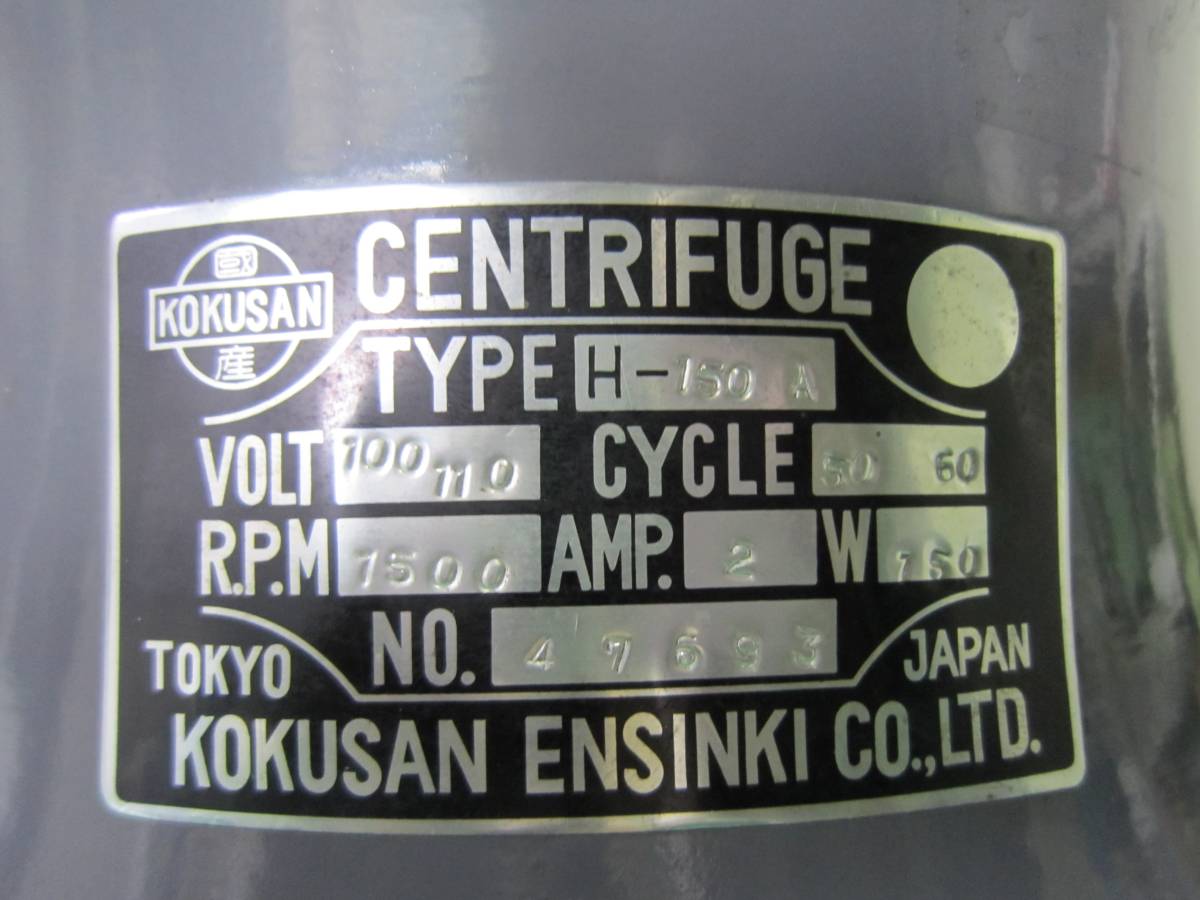 國
KOKUSAN
産
CENTRIFUGE
TYPE H-150 A
VOLT 100 110 CYCLE 50 60
R.P.M 1500 AMP. 2 W 150
NO. 47693
TOKYO JAPAN
KOKUSAN ENSINKI CO.,LTD.